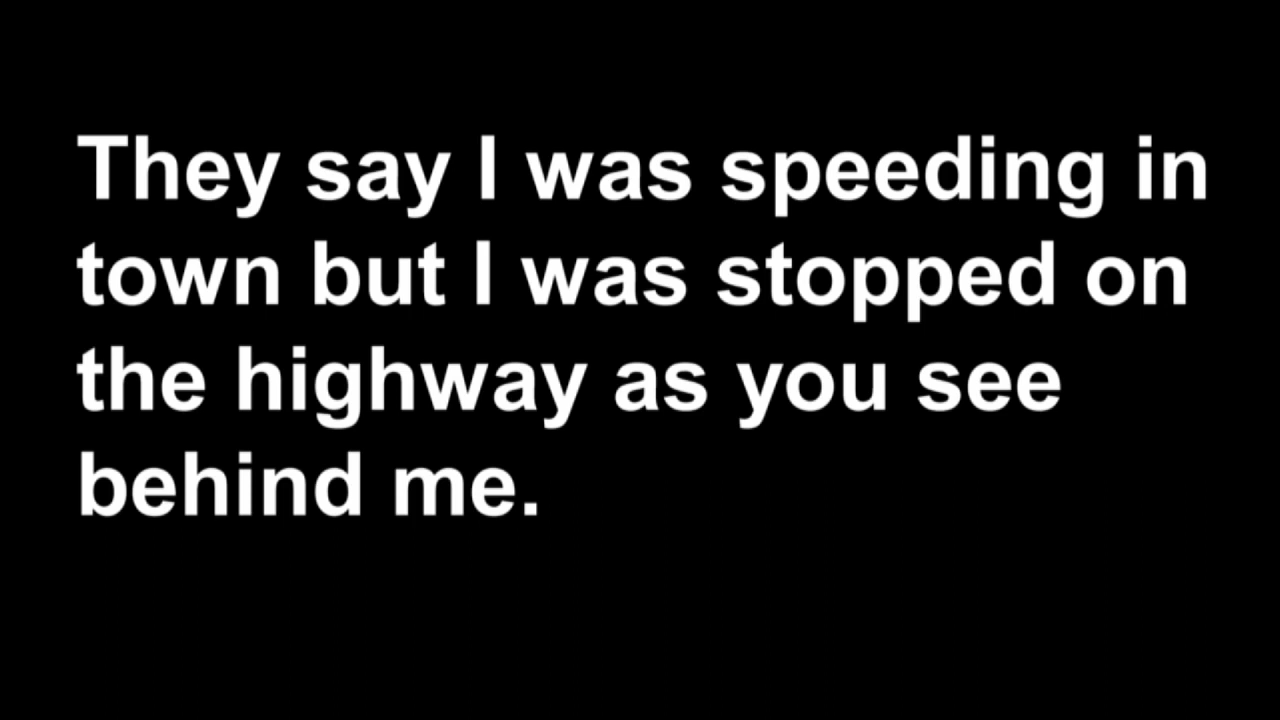 They say I was speeding in
town but I was stopped on
the highway as you see
behind me.